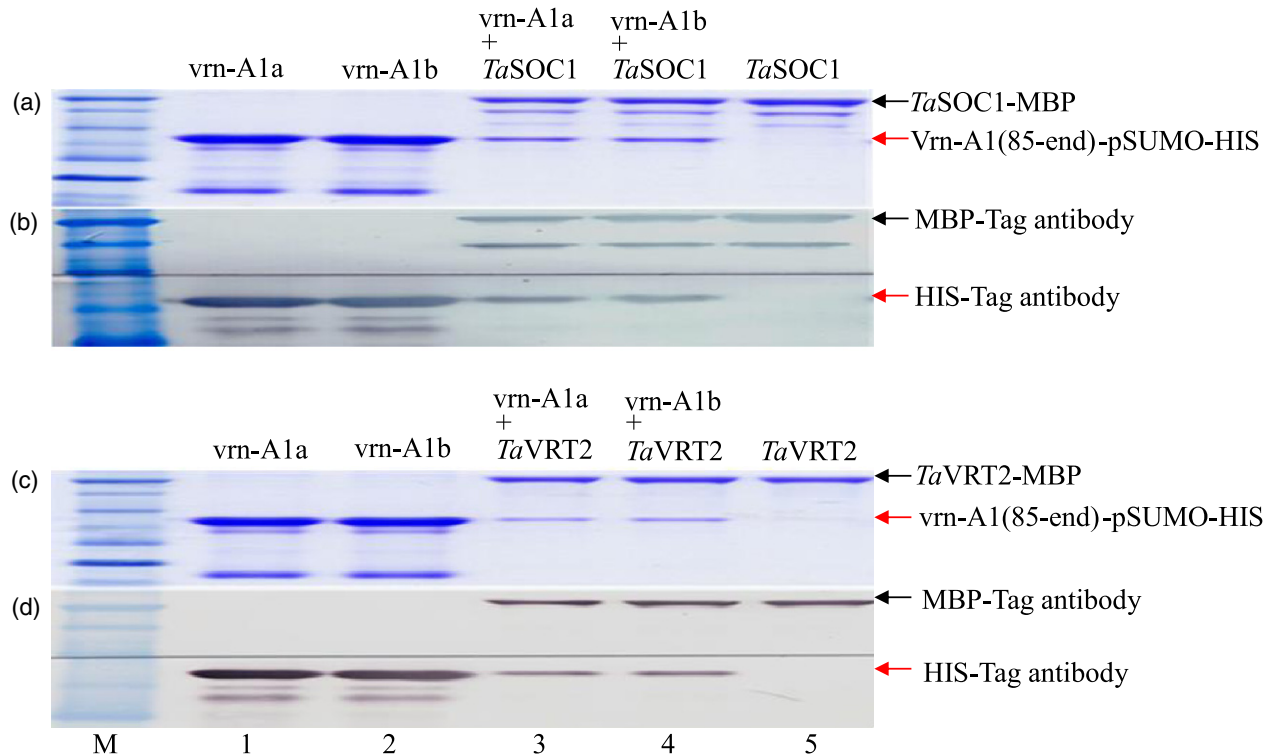 vrn-A1a
+
TaSOC1
vrn-A1b
+
TaSOC1
vrn-A1a vrn-A1b TaSOC1
(a)
TaSOC1-MBP
Vrn-A1(85-end)-pSUMO-HIS
(b)
MBP-Tag antibody
HIS-Tag antibody
vrn-A1a
+
TaVRT2
vrn-A1b
+
TaVRT2
vrn-A1a vrn-A1b TaVRT2
(c)
TaVRT2-MBP
vrn-A1(85-end)-pSUMO-HIS
(d)
MBP-Tag antibody
HIS-Tag antibody
M 1 2 3 4 5